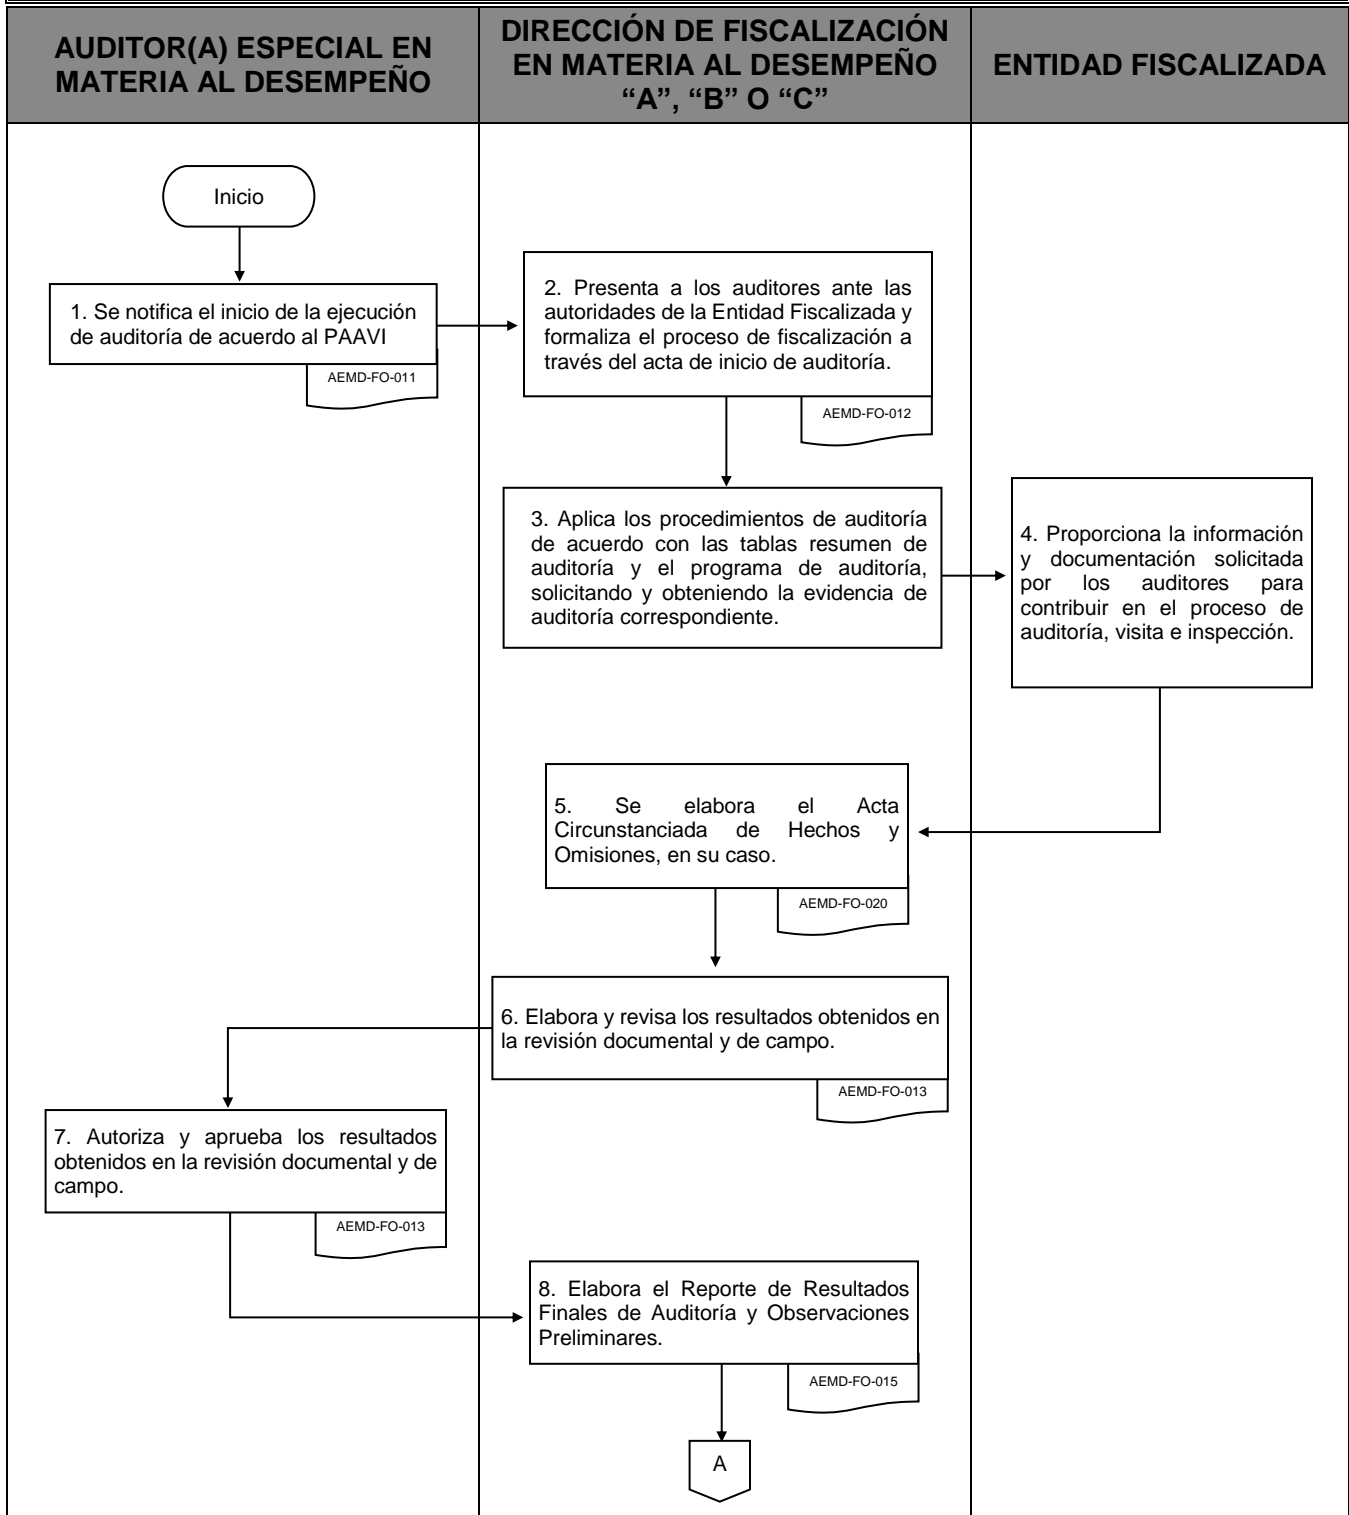 AUDITOR(A) ESPECIAL EN
MATERIA AL DESEMPEÑO
DIRECCIÓN DE FISCALIZACIÓN
EN MATERIA AL DESEMPEÑO
“A”, “B” O “C”
ENTIDAD FISCALIZADA
Inicio
1. Se notifica el inicio de la ejecución
de auditoría de acuerdo al PAAVI
AEMD-FO-011
2. Presenta a los auditores ante las
autoridades de la Entidad Fiscalizada y
formaliza el proceso de fiscalización a
través del acta de inicio de auditoría.
AEMD-FO-012
3. Aplica los procedimientos de auditoría
de acuerdo con las tablas resumen de
auditoría y el programa de auditoría,
solicitando y obteniendo la evidencia de
auditoría correspondiente.
4. Proporciona la información
y documentación solicitada
por los auditores para
contribuir en el proceso de
auditoría, visita e inspección.
5. Se elabora el Acta
Circunstanciada de Hechos y
Omisiones, en su caso.
AEMD-FO-020
6. Elabora y revisa los resultados obtenidos en
la revisión documental y de campo.
AEMD-FO-013
7. Autoriza y aprueba los resultados
obtenidos en la revisión documental y de
campo.
AEMD-FO-013
8. Elabora el Reporte de Resultados
Finales de Auditoría y Observaciones
Preliminares.
AEMD-FO-015
A